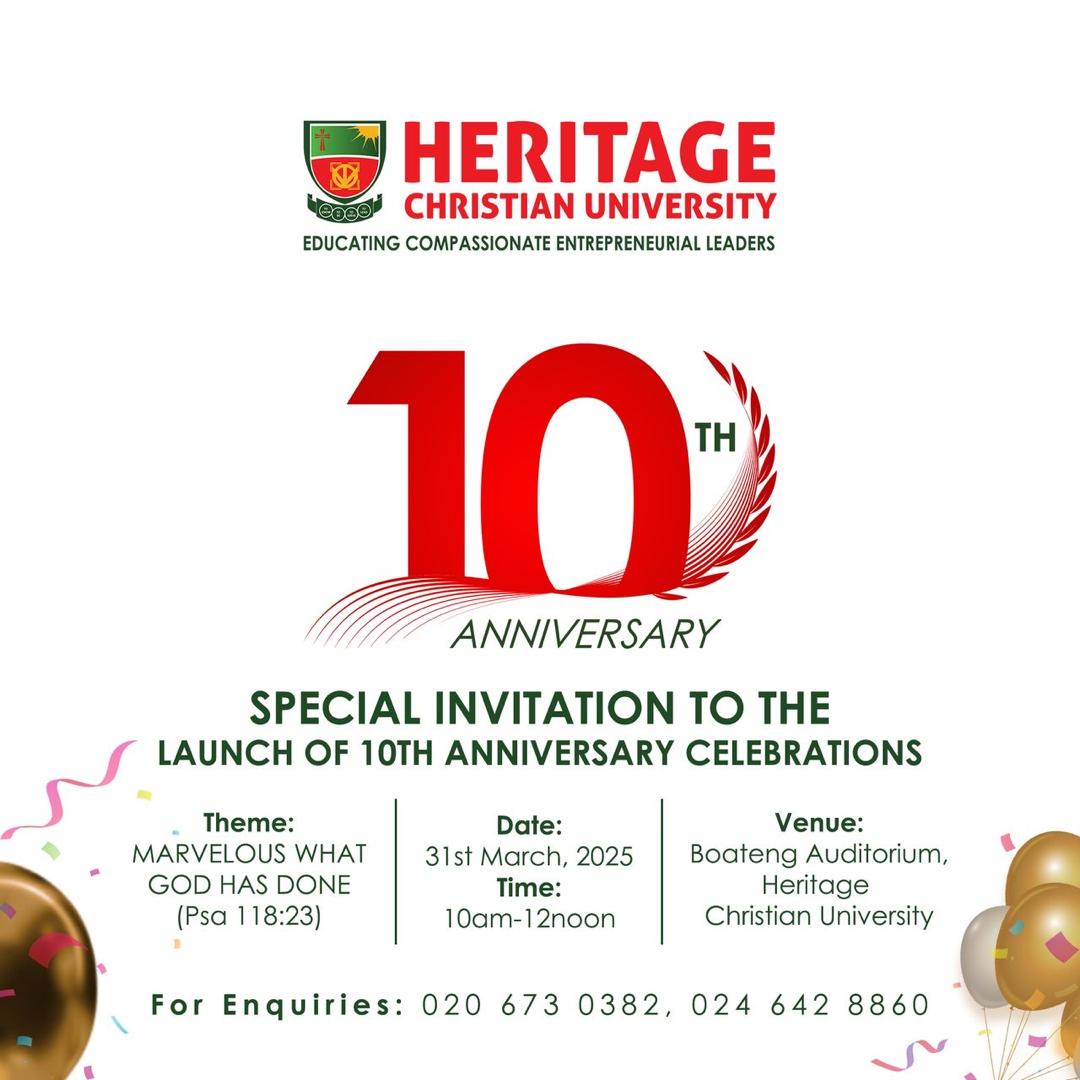 HERITAGE
CHRISTIAN UNIVERSITY
EDUCATING COMPASSIONATE ENTREPRENEURIAL LEADERS
10TH
ANNIVERSARY
SPECIAL INVITATION TO THE
LAUNCH OF 10TH ANNIVERSARY CELEBRATIONS
Theme:
MARVELOUS WHAT
GOD HAS DONE
(Psa 118:23)
Date:
31st March, 2025
Time:
10am-12noon
Venue:
Boateng Auditorium,
Heritage
Christian University
For Enquiries: 020 673 0382, 024 642 8860